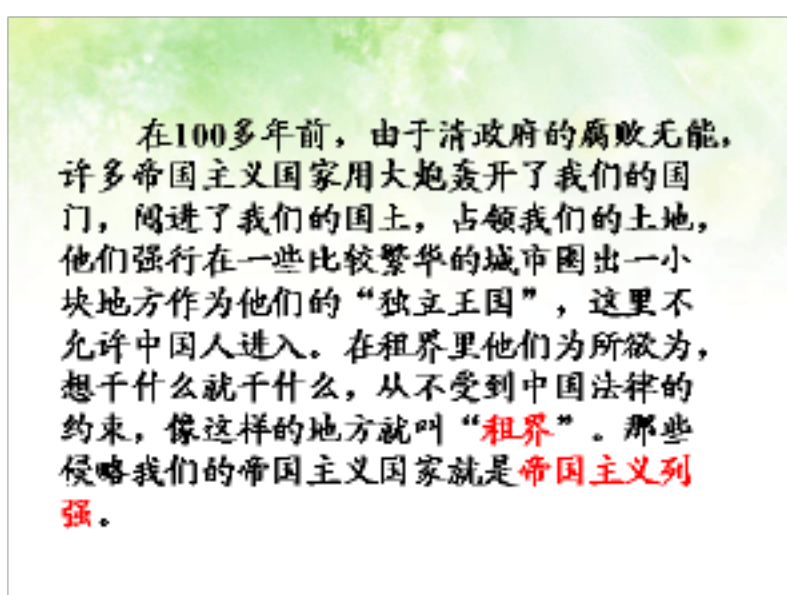 在100多年前，由于清政府的腐败无能，
许多帝国主义国家用大炮轰开了我们的国
门，闯进了我们的国土，占领我们的土地，
他们强行在一些比较繁华的城市圈出一小
块地方作为他们的“独立王国”，这里不
允许中国人进入。在租界里他们为所欲为，
想干什么就干什么，从不受到中国法律的
约束，像这样的地方就叫“租界”。那些
侵略我们的帝国主义国家就是帝国主义列
强。